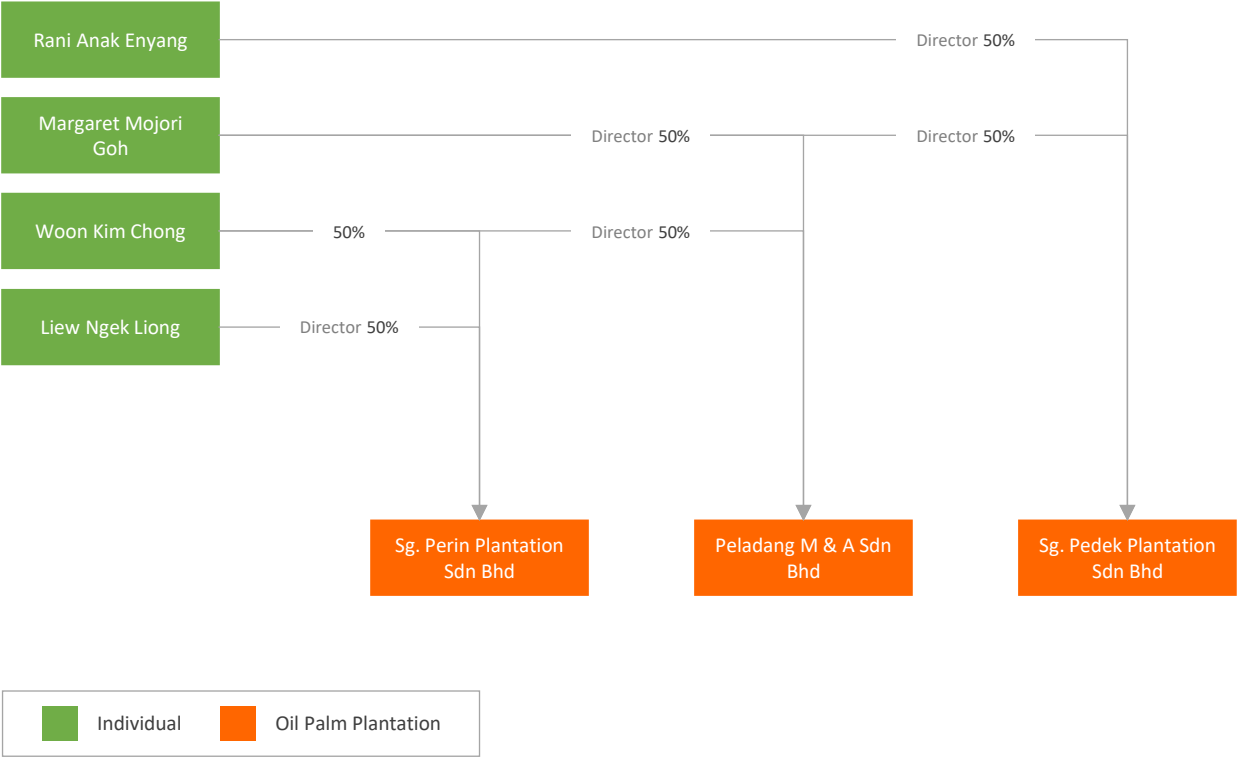 Rani Anak Enyang
Director 50%
Margaret Mojori
Goh
Director 50%
Director 50%
Woon Kim Chong
50%
Director 50%
Liew Ngek Liong
Director 50%
Sg. Perin Plantation
Sdn Bhd
Peladang M & A Sdn
Bhd
Sg. Pedek Plantation
Sdn Bhd
Individual
Oil Palm Plantation